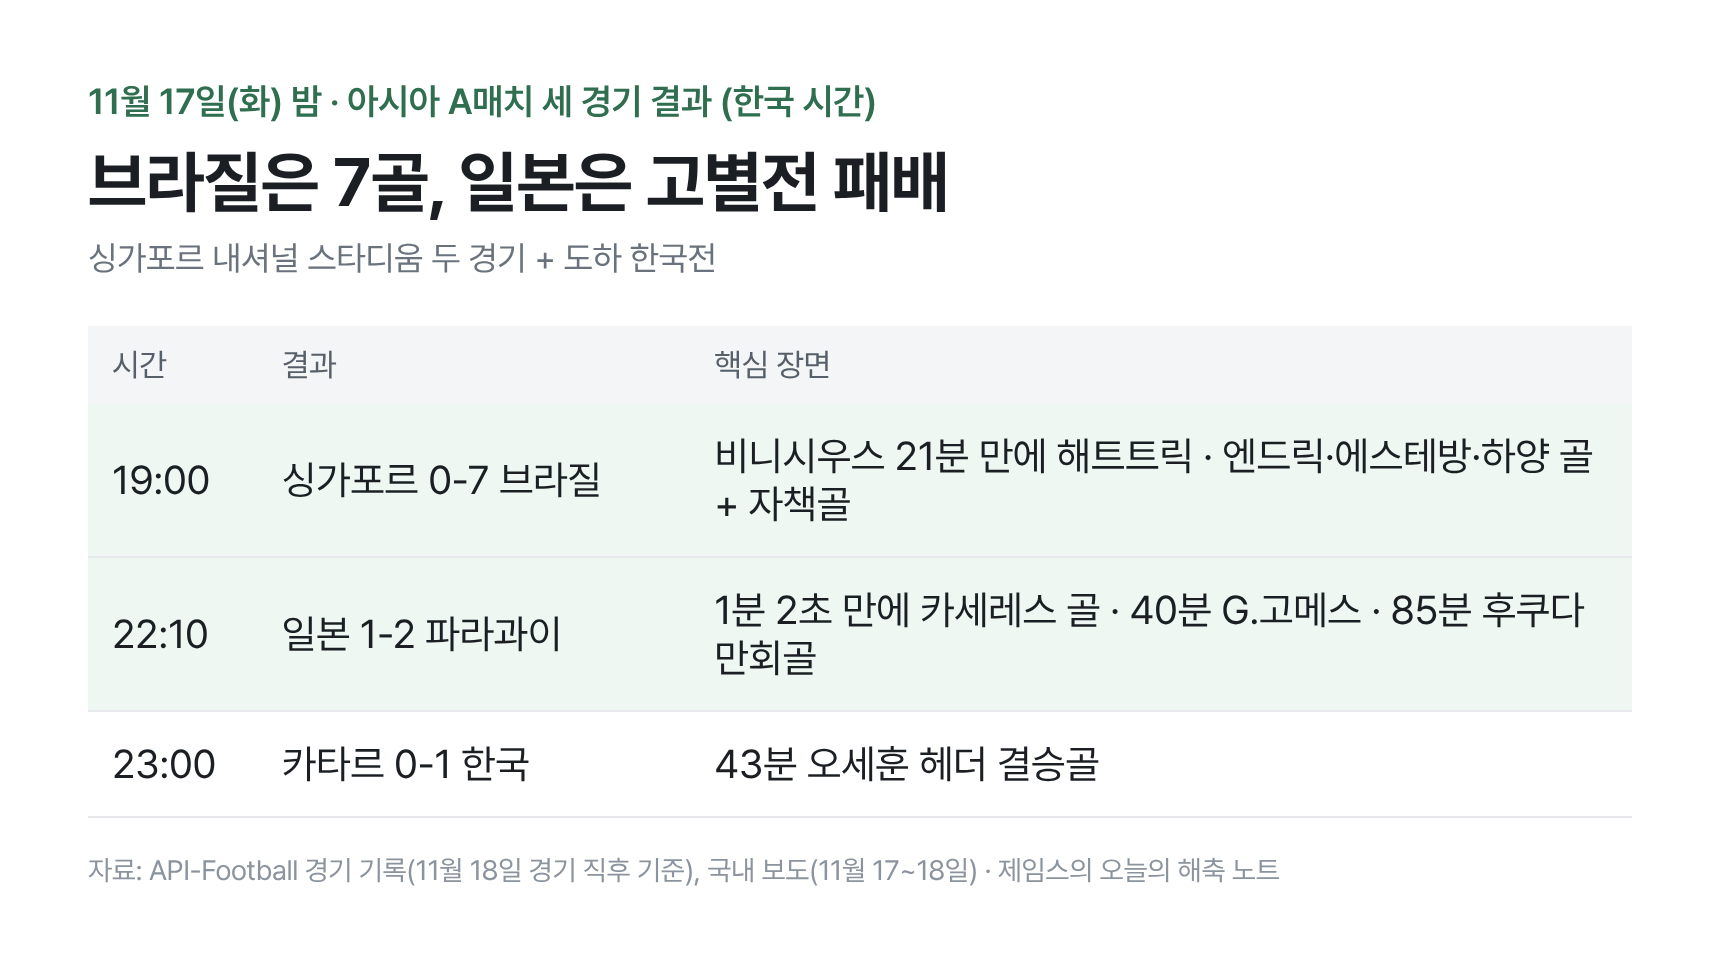 11월 17일(화) 밤 · 아시아 A매치 세 경기 결과 (한국 시간)
브라질은 7골, 일본은 고별전 패배
싱가포르 내셔널 스타디움 두 경기 + 도하 한국전
시간 결과 핵심 장면
19:00 싱가포르 0-7 브라질 비니시우스 21분 만에 해트트릭 · 엔드릭·에스테방·하양 골
+ 자책골
22:10 일본 1-2 파라과이 1분 2초 만에 카세레스 골 · 40분 G.고메스 · 85분 후쿠다
만회골
23:00 카타르 0-1 한국 43분 오세훈 헤더 결승골
자료: API-Football 경기 기록(11월 18일 경기 직후 기준), 국내 보도(11월 17~18일) · 제임스의 오늘의 해축 노트